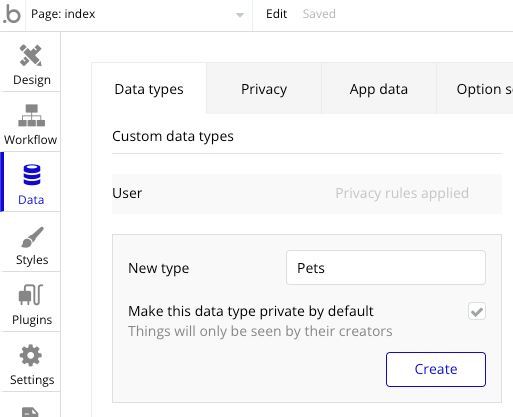 .b Page: index Edit Saved
Design
Workflow
Data
Styles
Plugins
Settings
Data types Privacy App data Option s
Custom data types
User Privacy rules applied
New type Pets
Make this data type private by default
Things will only be seen by their creators
Create